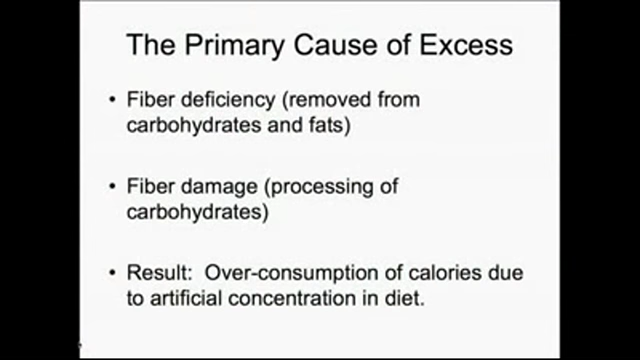 The Primary Cause of Excess
• Fiber deficiency (removed from
carbohydrates and fats)
• Fiber damage (processing of
carbohydrates)
• Result:  Over-consumption of calories due
to artificial concentration in diet.